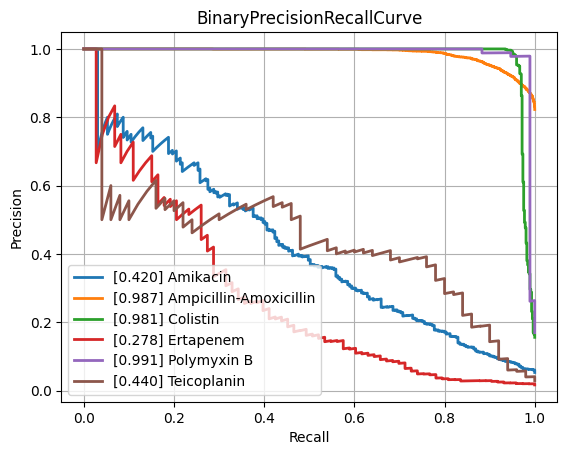 BinaryPrecisionRecallCurve
Precision
1.0
0.8
0.6
0.4
0.2
0.0
[0.420] Amikacin
[0.987] Ampicillin-Amoxicillin
[0.981] Colistin
[0.278] Ertapenem
[0.991] Polymyxin B
[0.440] Teicoplanin
0.0 0.2 0.4 0.6 0.8 1.0
Recall